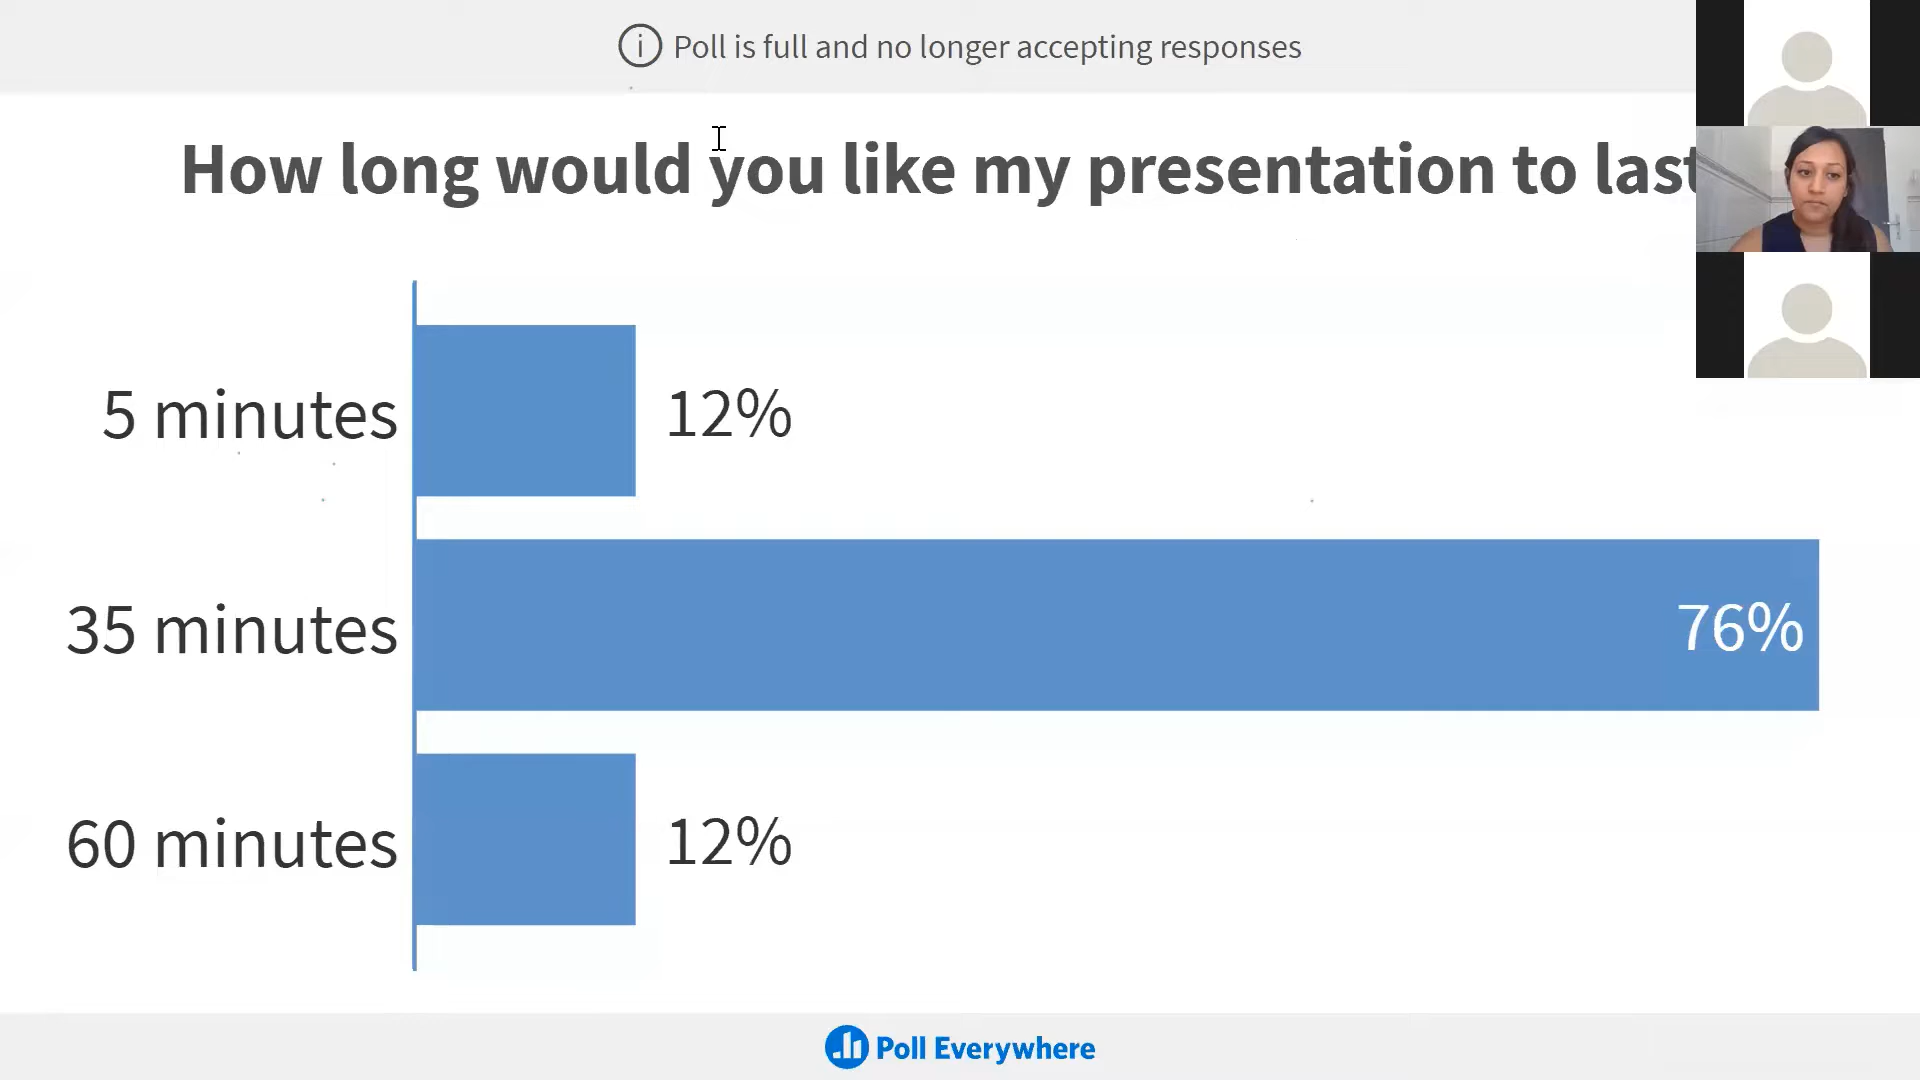 Poll is full and no longer accepting responses
How long would you like my presentation to last
5 minutes 12%
35 minutes 76%
60 minutes 12%
Poll Everywhere